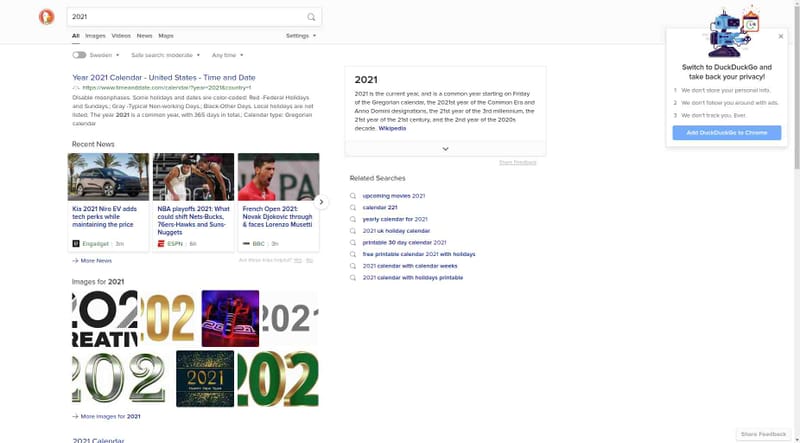 2021
All Images Videos News Maps Settings
Sweden Safe search: moderate Any time
Year 2021 Calendar - United States - Time and Date
https://www.timeanddate.com/calendar/?year=2021&country=1
Disable moonphases. Some holidays and dates are color-coded: Red -Federal Holidays
and Sundays.; Gray -Typical Non-working Days.; Black-Other Days. Local holidays are not
listed. The year 2021 is a common year, with 365 days in total.; Calendar type: Gregorian
calendar
Recent News
Kia 2021 Niro EV adds
tech perks while
maintaining the price
Engadget 3m
NBA playoffs 2021: What
could shift Nets-Bucks,
76ers-Hawks and Suns-
Nuggets
ESPN 6h
French Open 2021:
Novak Djokovic through
& faces Lorenzo Musetti
BBC 3h
More News
Are these links helpful? Yes No
Images for 2021
202
CREATIV
202
2021
2021
202
2021
HAPPY NEW YEAR
202
More Images for 2021
2021 Calendar
2021
2021 is the current year, and is a common year starting on Friday
of the Gregorian calendar, the 2021st year of the Common Era and
Anno Domini designations, the 21st year of the 3rd millennium, the
21st year of the 21st century, and the 2nd year of the 2020s
decade. Wikipedia
Share Feedback
Related Searches
upcoming movies 2021
calendar 221
yearly calendar for 2021
2021 uk holiday calendar
printable 30 day calendar 2021
free printable calendar 2021 with holidays
2021 calendar with calendar weeks
2021 calendar with holidays printable
Switch to DuckDuckGo and
take back your privacy!
1 We don't store your personal info.
2 We don't follow you around with ads.
3 We don't track you. Ever.
Add DuckDuckGo to Chrome
Share Feedback